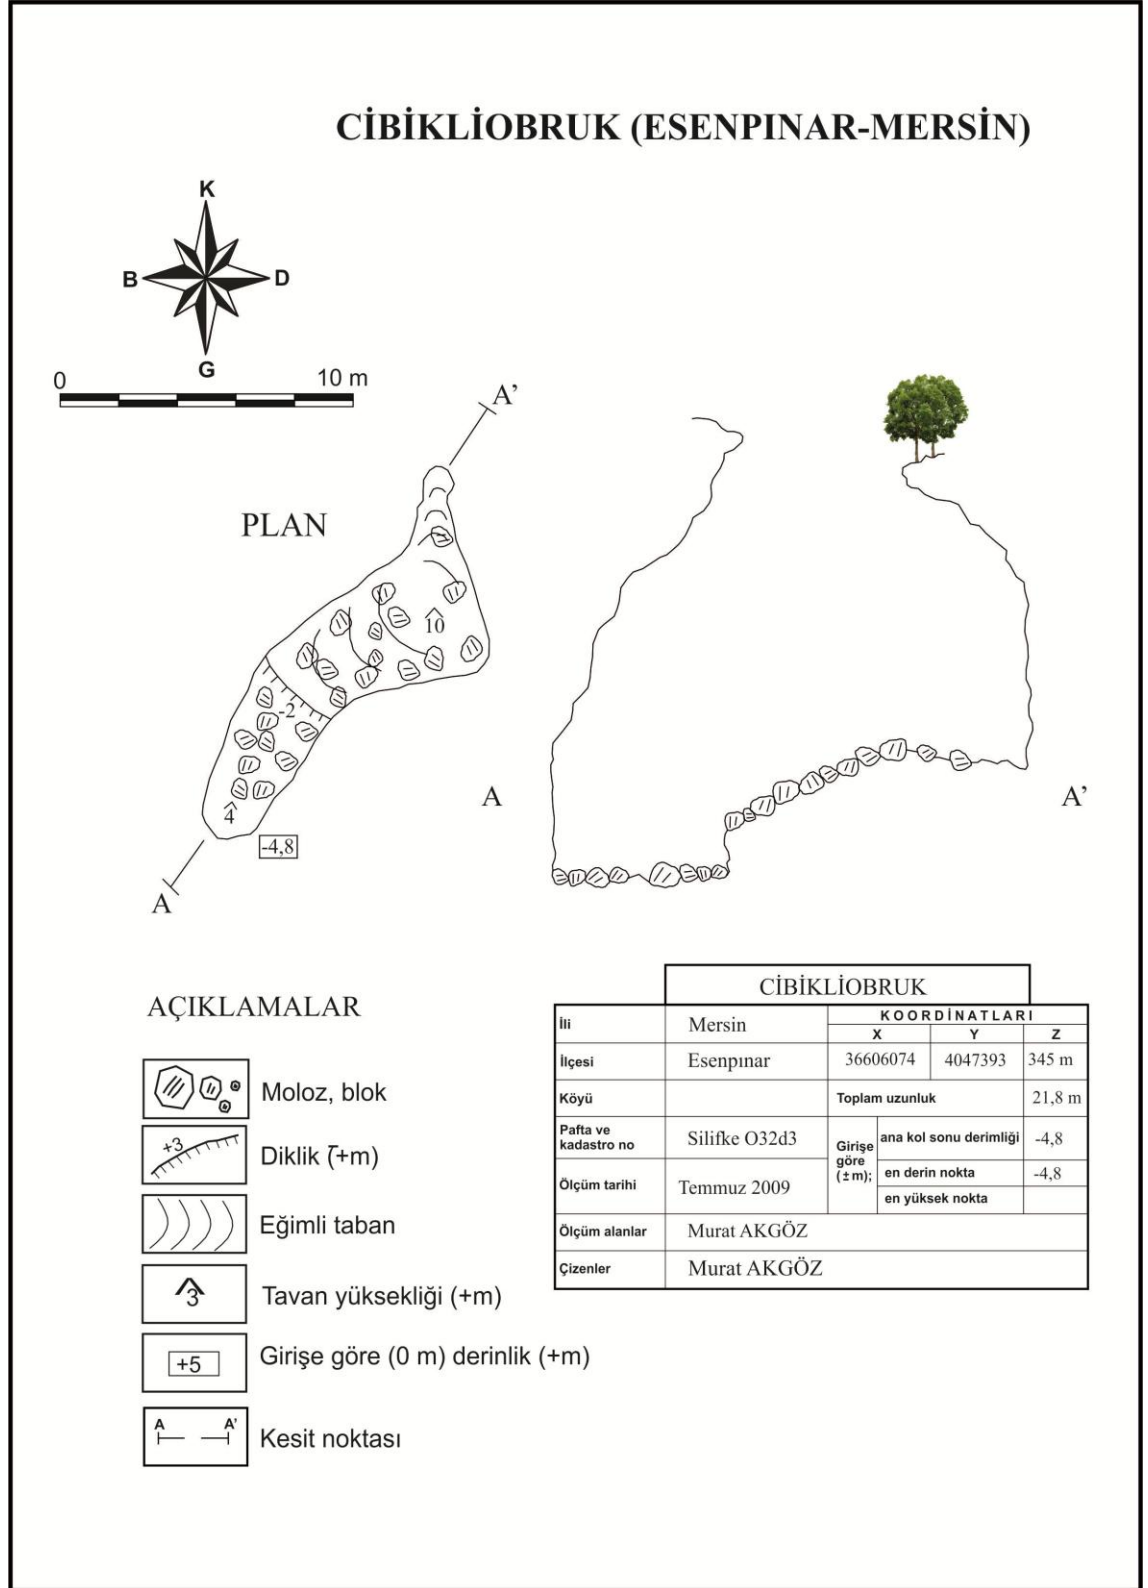 CİBİKLİOBRUK (ESENPINAR-MERSİN)
K
B D
G
0 10 m
A'
PLAN
10
-2
4
-4,8
A
A A'
AÇIKLAMALAR
Moloz, blok
+3
Diklik (∓m)
Eğimli taban
3
Tavan yüksekliği (+m)
+5
Girişe göre (0 m) derinlik (+m)
A A'
Kesit noktası
CİBİKLİOBRUK
İli Mersin KOORDİNATLARI
X Y Z
İlçesi Esenpınar 36606074 4047393 345 m
Köyü Toplam uzunluk 21,8 m
Pafta ve
kadastro no Silifke O32d3
Girişe
göre
(±m);
ana kol sonu derimliği -4,8
Ölçüm tarihi Temmuz 2009
en derin nokta -4,8
en yüksek nokta
Ölçüm alanlar Murat AKGÖZ
Çizenler Murat AKGÖZ